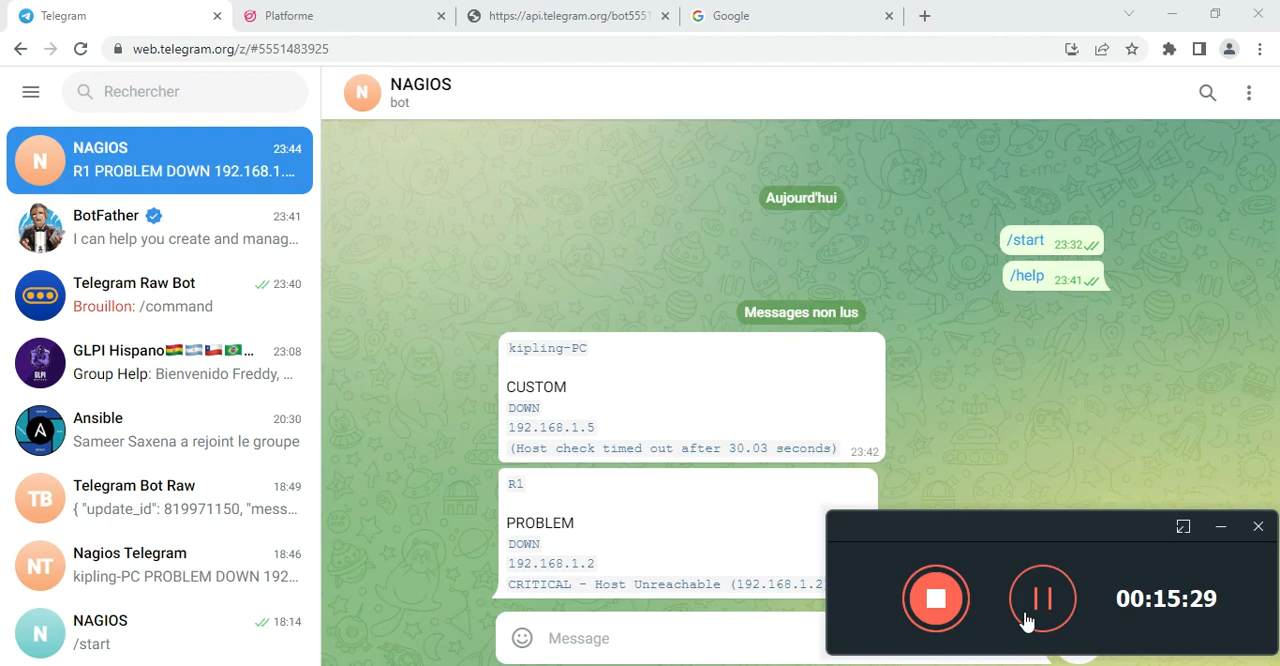 Telegram
Platforme
https://api.telegram.org/bot5551
Google
web.telegram.org/z/#5551483925
Rechercher
N
NAGIOS
bot
N
NAGIOS
23:44
R1 PROBLEM DOWN 192.168.1....
BotFather
23:41
I can help you create and manag...
Telegram Raw Bot
23:40
Brouillon: /command
GLPI
GLPI Hispano🇧🇴🇦🇷🇨🇱🇧🇷...
23:08
Group Help: Bienvenido Freddy, ...
A
Ansible
20:30
Sameer Saxena a rejoint le groupe
TB
Telegram Bot Raw
18:49
{ "update_id": 819971150, "mess...
NT
Nagios Telegram
18:46
kipling-PC PROBLEM DOWN 192...
N
NAGIOS
18:14
/start
Aujourd'hui
/start 23:32
/help 23:41
Messages non lus
kipling-PC
CUSTOM
DOWN
192.168.1.5
(Host check timed out after 30.03 seconds) 23:42
R1
PROBLEM
DOWN
192.168.1.2
CRITICAL - Host Unreachable (192.168.1.2
Message
00:15:29